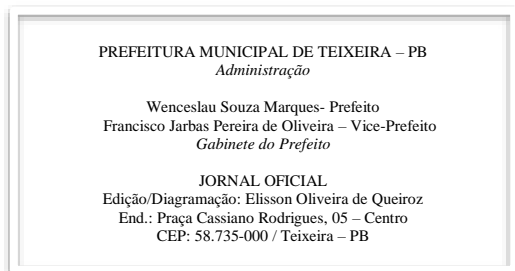 PREFEITURA MUNICIPAL DE TEIXEIRA – PB
Administração
Wenceslau Souza Marques- Prefeito
Francisco Jarbas Pereira de Oliveira – Vice-Prefeito
Gabinete do Prefeito
JORNAL OFICIAL
Edição/Diagramação: Elisson Oliveira de Queiroz
End.: Praça Cassiano Rodrigues, 05 – Centro
CEP: 58.735-000 / Teixeira – PB